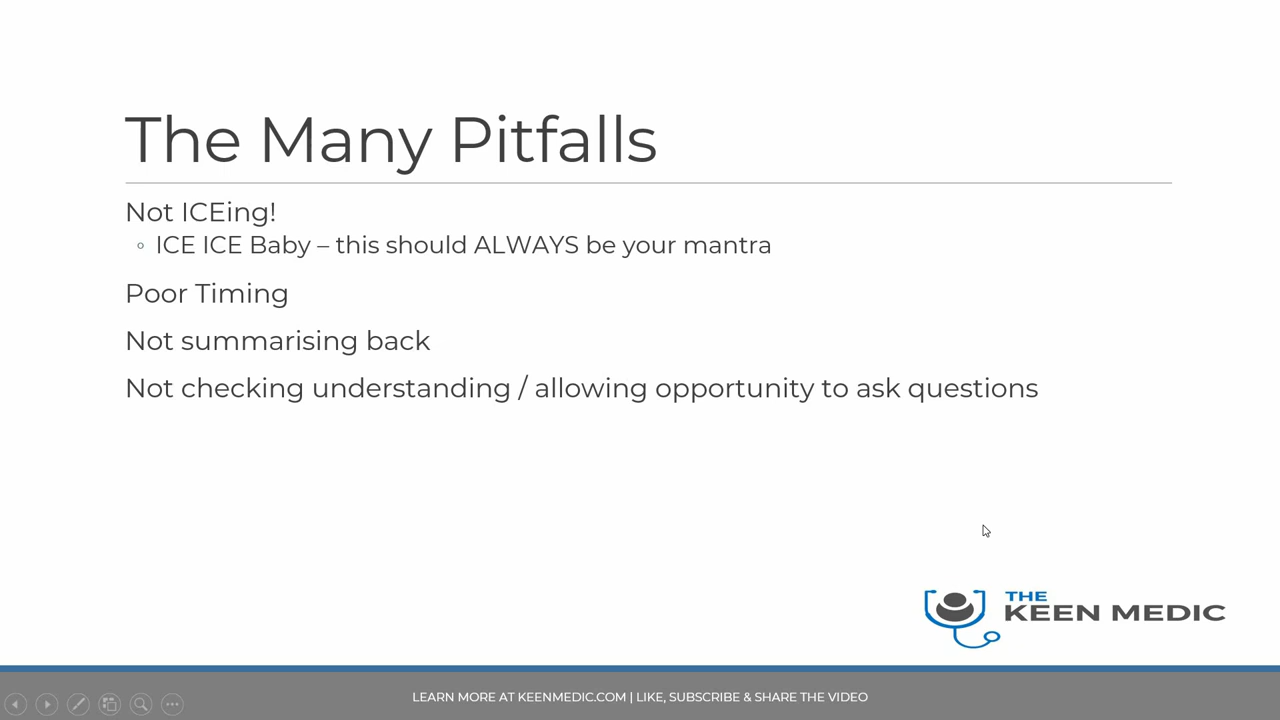 The Many Pitfalls
Not ICEing!
ICE ICE Baby – this should ALWAYS be your mantra
Poor Timing
Not summarising back
Not checking understanding / allowing opportunity to ask questions
THE
KEEN MEDIC
LEARN MORE AT KEENMEDIC.COM | LIKE, SUBSCRIBE & SHARE THE VIDEO